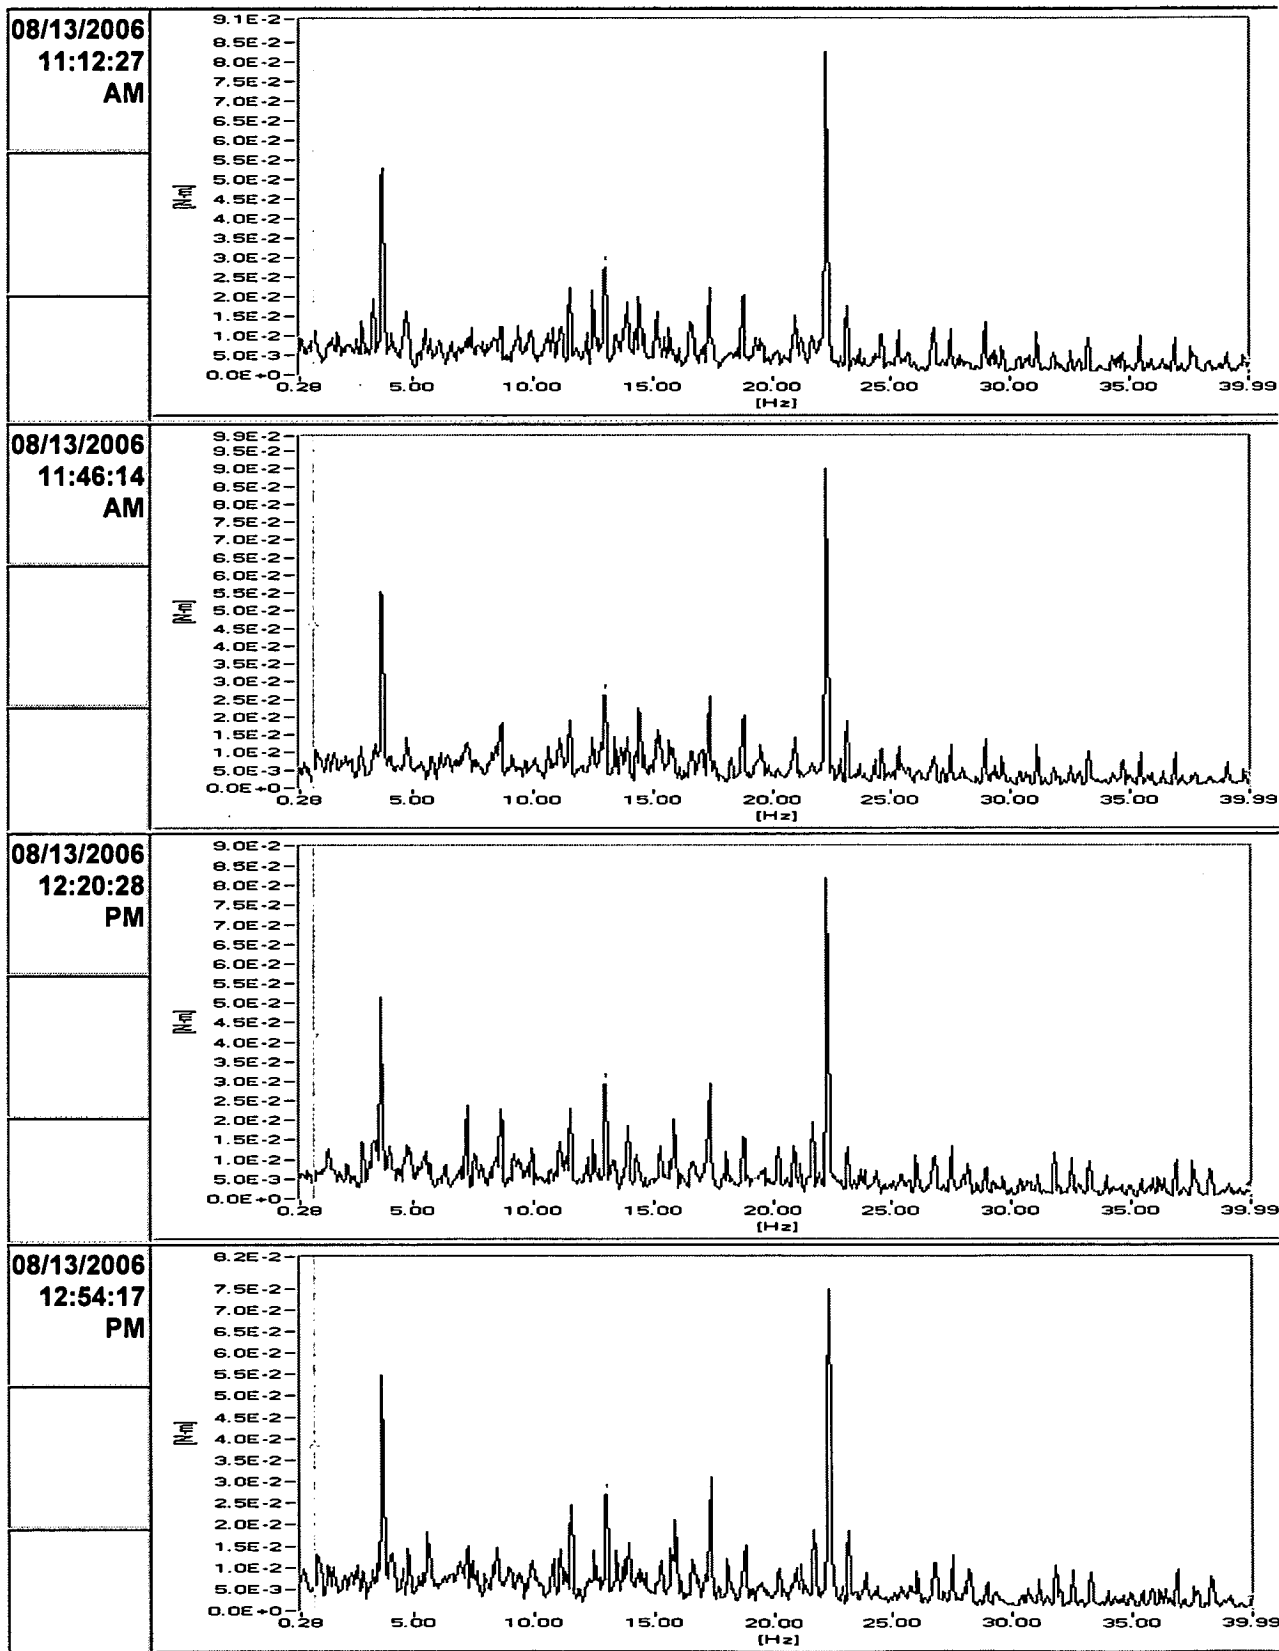 08/13/2006
11:12:27
AM
9.1E-2
8.5E-2
8.0E-2
7.5E-2
7.0E-2
6.5E-2
6.0E-2
5.5E-2
5.0E-2
4.5E-2
4.0E-2
3.5E-2
3.0E-2
2.5E-2
2.0E-2
1.5E-2
1.0E-2
5.0E-3
0.0E+0
[N-m]
0.28 5.00 10.00 15.00 20.00 25.00 30.00 35.00 39.99
[Hz]
08/13/2006
11:46:14
AM
9.9E-2
9.5E-2
9.0E-2
8.5E-2
8.0E-2
7.5E-2
7.0E-2
6.5E-2
6.0E-2
5.5E-2
5.0E-2
4.5E-2
4.0E-2
3.5E-2
3.0E-2
2.5E-2
2.0E-2
1.5E-2
1.0E-2
5.0E-3
0.0E+0
[N-m]
0.28 5.00 10.00 15.00 20.00 25.00 30.00 35.00 39.99
[Hz]
08/13/2006
12:20:28
PM
9.0E-2
8.5E-2
8.0E-2
7.5E-2
7.0E-2
6.5E-2
6.0E-2
5.5E-2
5.0E-2
4.5E-2
4.0E-2
3.5E-2
3.0E-2
2.5E-2
2.0E-2
1.5E-2
1.0E-2
5.0E-3
0.0E+0
[N-m]
0.28 5.00 10.00 15.00 20.00 25.00 30.00 35.00 39.99
[Hz]
08/13/2006
12:54:17
PM
8.2E-2
7.5E-2
7.0E-2
6.5E-2
6.0E-2
5.5E-2
5.0E-2
4.5E-2
4.0E-2
3.5E-2
3.0E-2
2.5E-2
2.0E-2
1.5E-2
1.0E-2
5.0E-3
0.0E+0
[N-m]
0.28 5.00 10.00 15.00 20.00 25.00 30.00 35.00 39.99
[Hz]